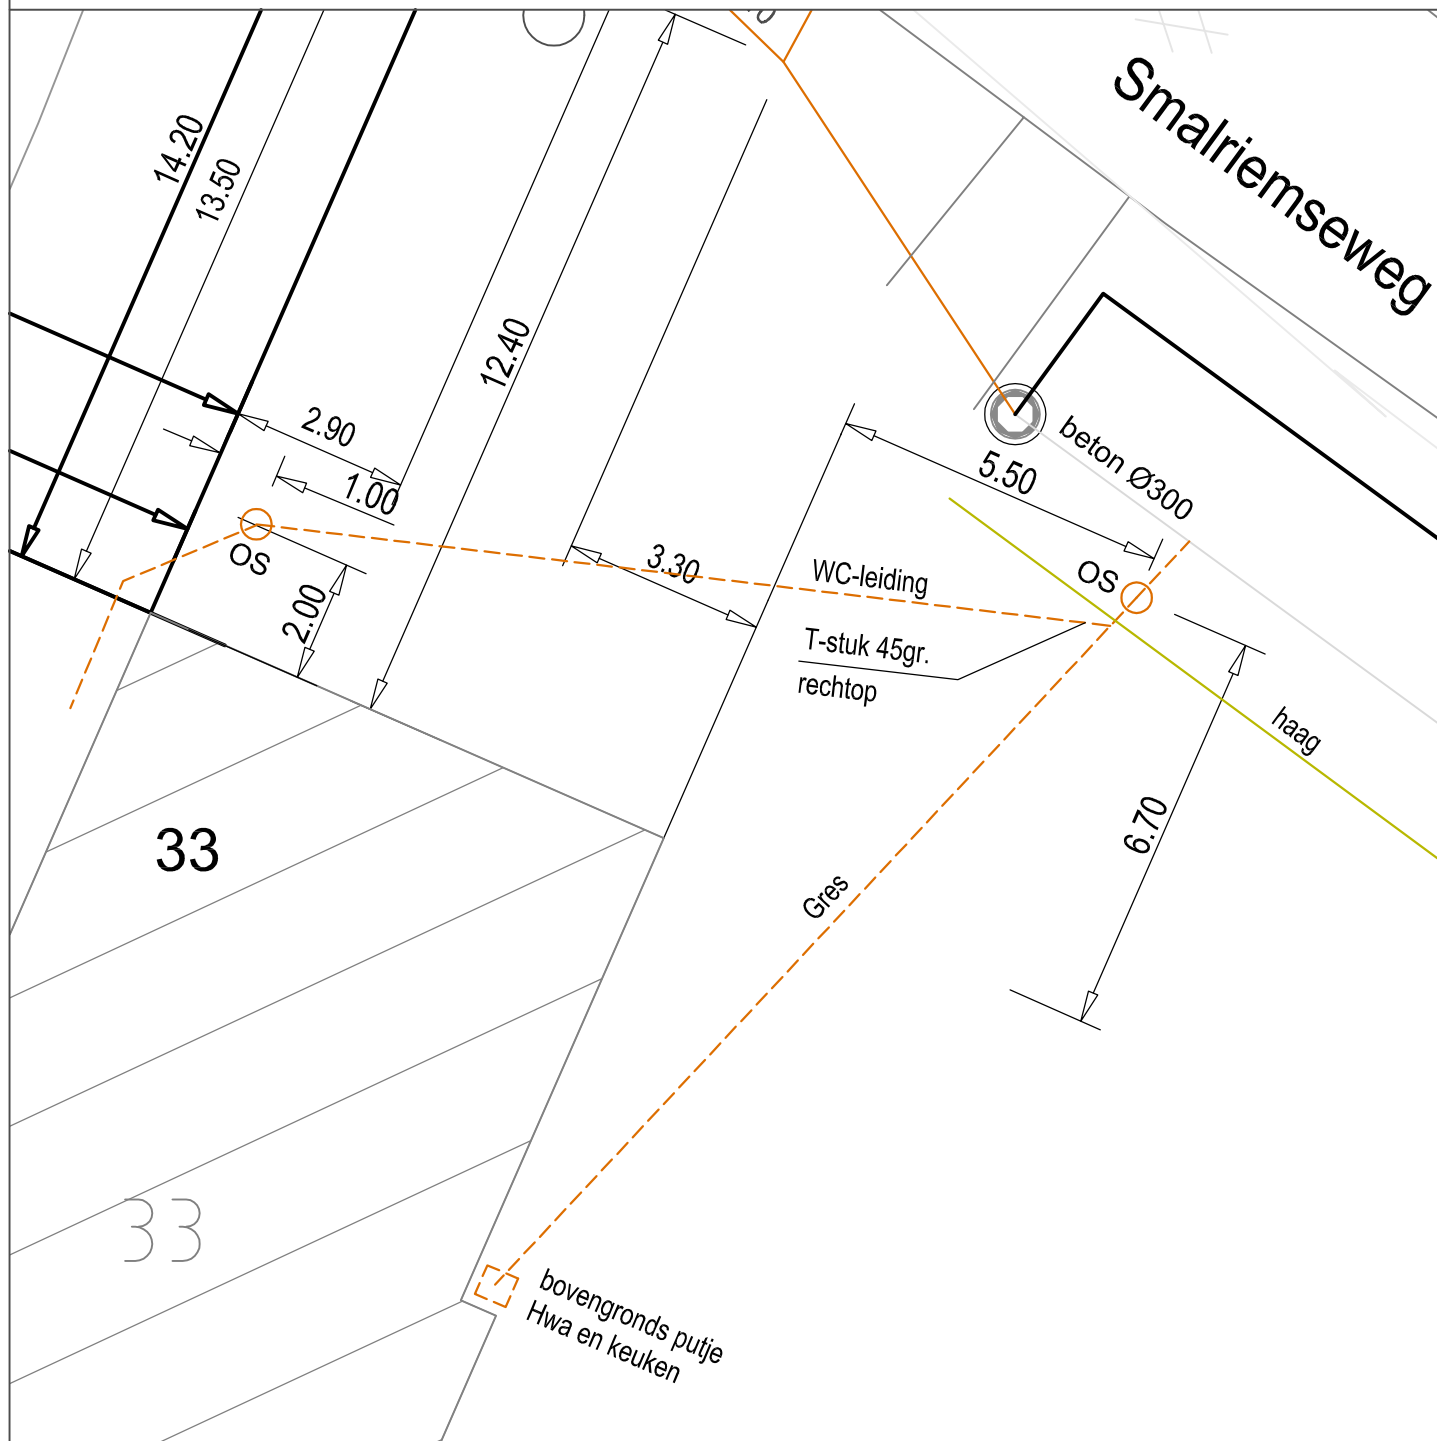 Smalriemseweg
14.20
13.50
12.40
2.90
1.00
5.50
beton Ø300
OS
3.30
WC-leiding
OS
2.00
T-stuk 45gr.
rechtop
haag
6.70
33
Gres
33
bovengronds putje
Hwa en keuken